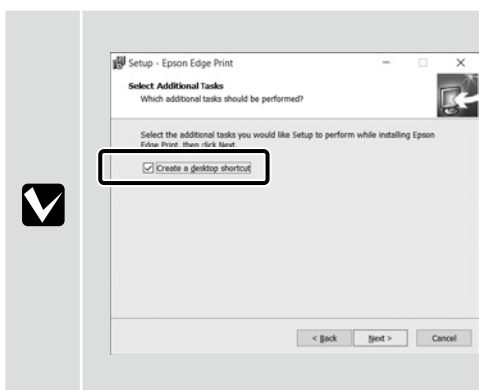 Setup - Epson Edge Print
Select Additional Tasks
Which additional tasks should be performed?
Select the additional tasks you would like Setup to perform while installing Epson
Edge Print, then click Next.
Create a desktop shortcut
< Back Next > Cancel